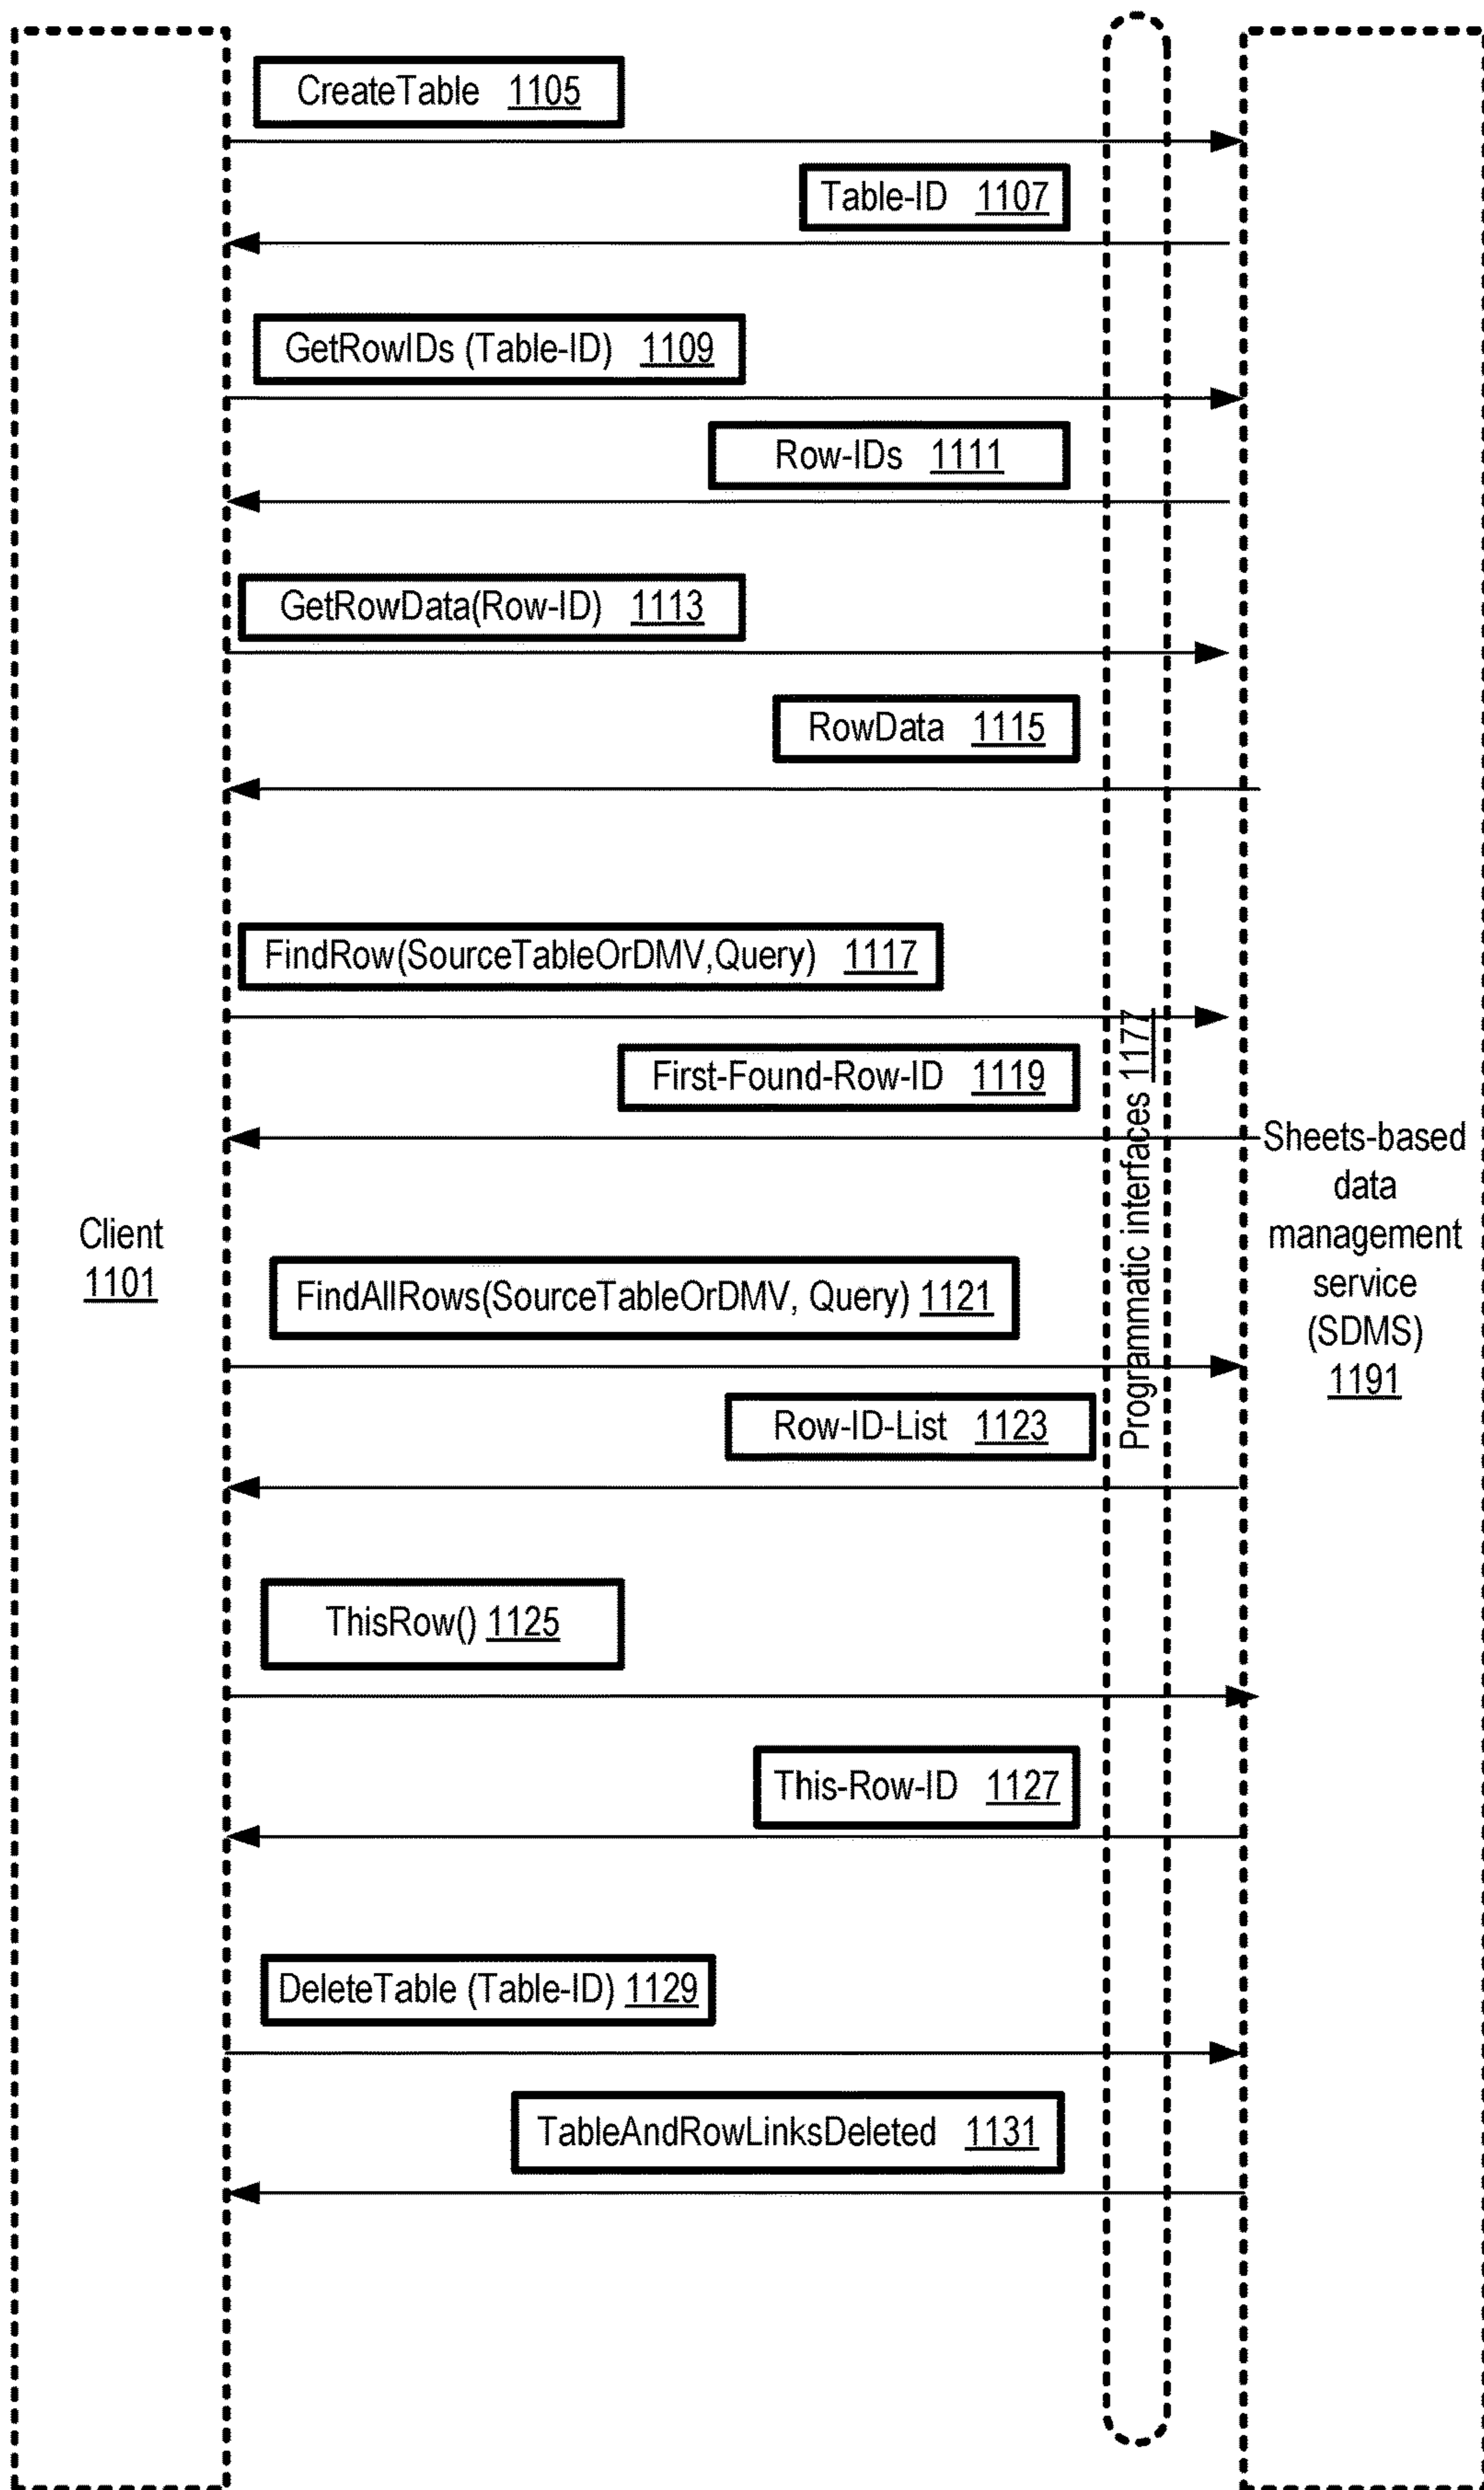 CreateTable 1105
Table-ID 1107
GetRowIDs (Table-ID) 1109
Row-IDs 1111
GetRowData(Row-ID) 1113
RowData 1115
FindRow(SourceTableOrDMV,Query) 1117
First-Found-Row-ID 1119
Client
1101
FindAllRows(SourceTableOrDMV, Query) 1121
Row-ID-List 1123
ThisRow() 1125
This-Row-ID 1127
DeleteTable (Table-ID) 1129
TableAndRowLinksDeleted 1131
Programmatic interfaces 1177
Sheets-based
data
management
service
(SDMS)
1191